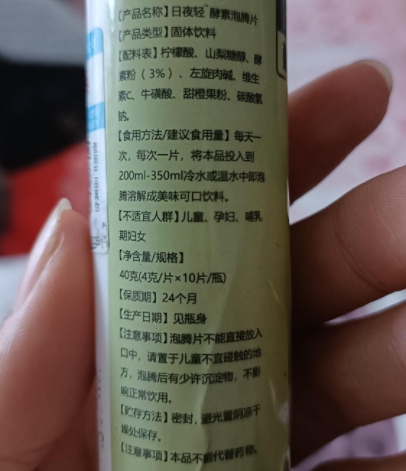 【产品名称】日夜轻®酵素泡腾片
【产品类型】固体饮料
【配料表】柠檬酸、山梨糖醇、酵
素粉（3%）、左旋肉碱、维生
素C、牛磺酸、甜橙果粉、碳酸氢
钠。
【食用方法/建议食用量】每天一
次，每次一片，将本品投入到
200ml-350ml冷水或温水中即泡
腾溶解成美味可口饮料。
【不适宜人群】儿童、孕妇、哺乳
期妇女
【净含量/规格】
40克(4克/片×10片/瓶)
【保质期】24个月
【生产日期】见瓶身
【注意事项】泡腾片不能直接放入
口中，请置于儿童不宜碰触的地
方，泡腾后有少许沉淀物，不影
响正常饮用。
【贮存方法】密封，避光置阴凉干
燥处保存。
【注意事项】本品不能代替药物。